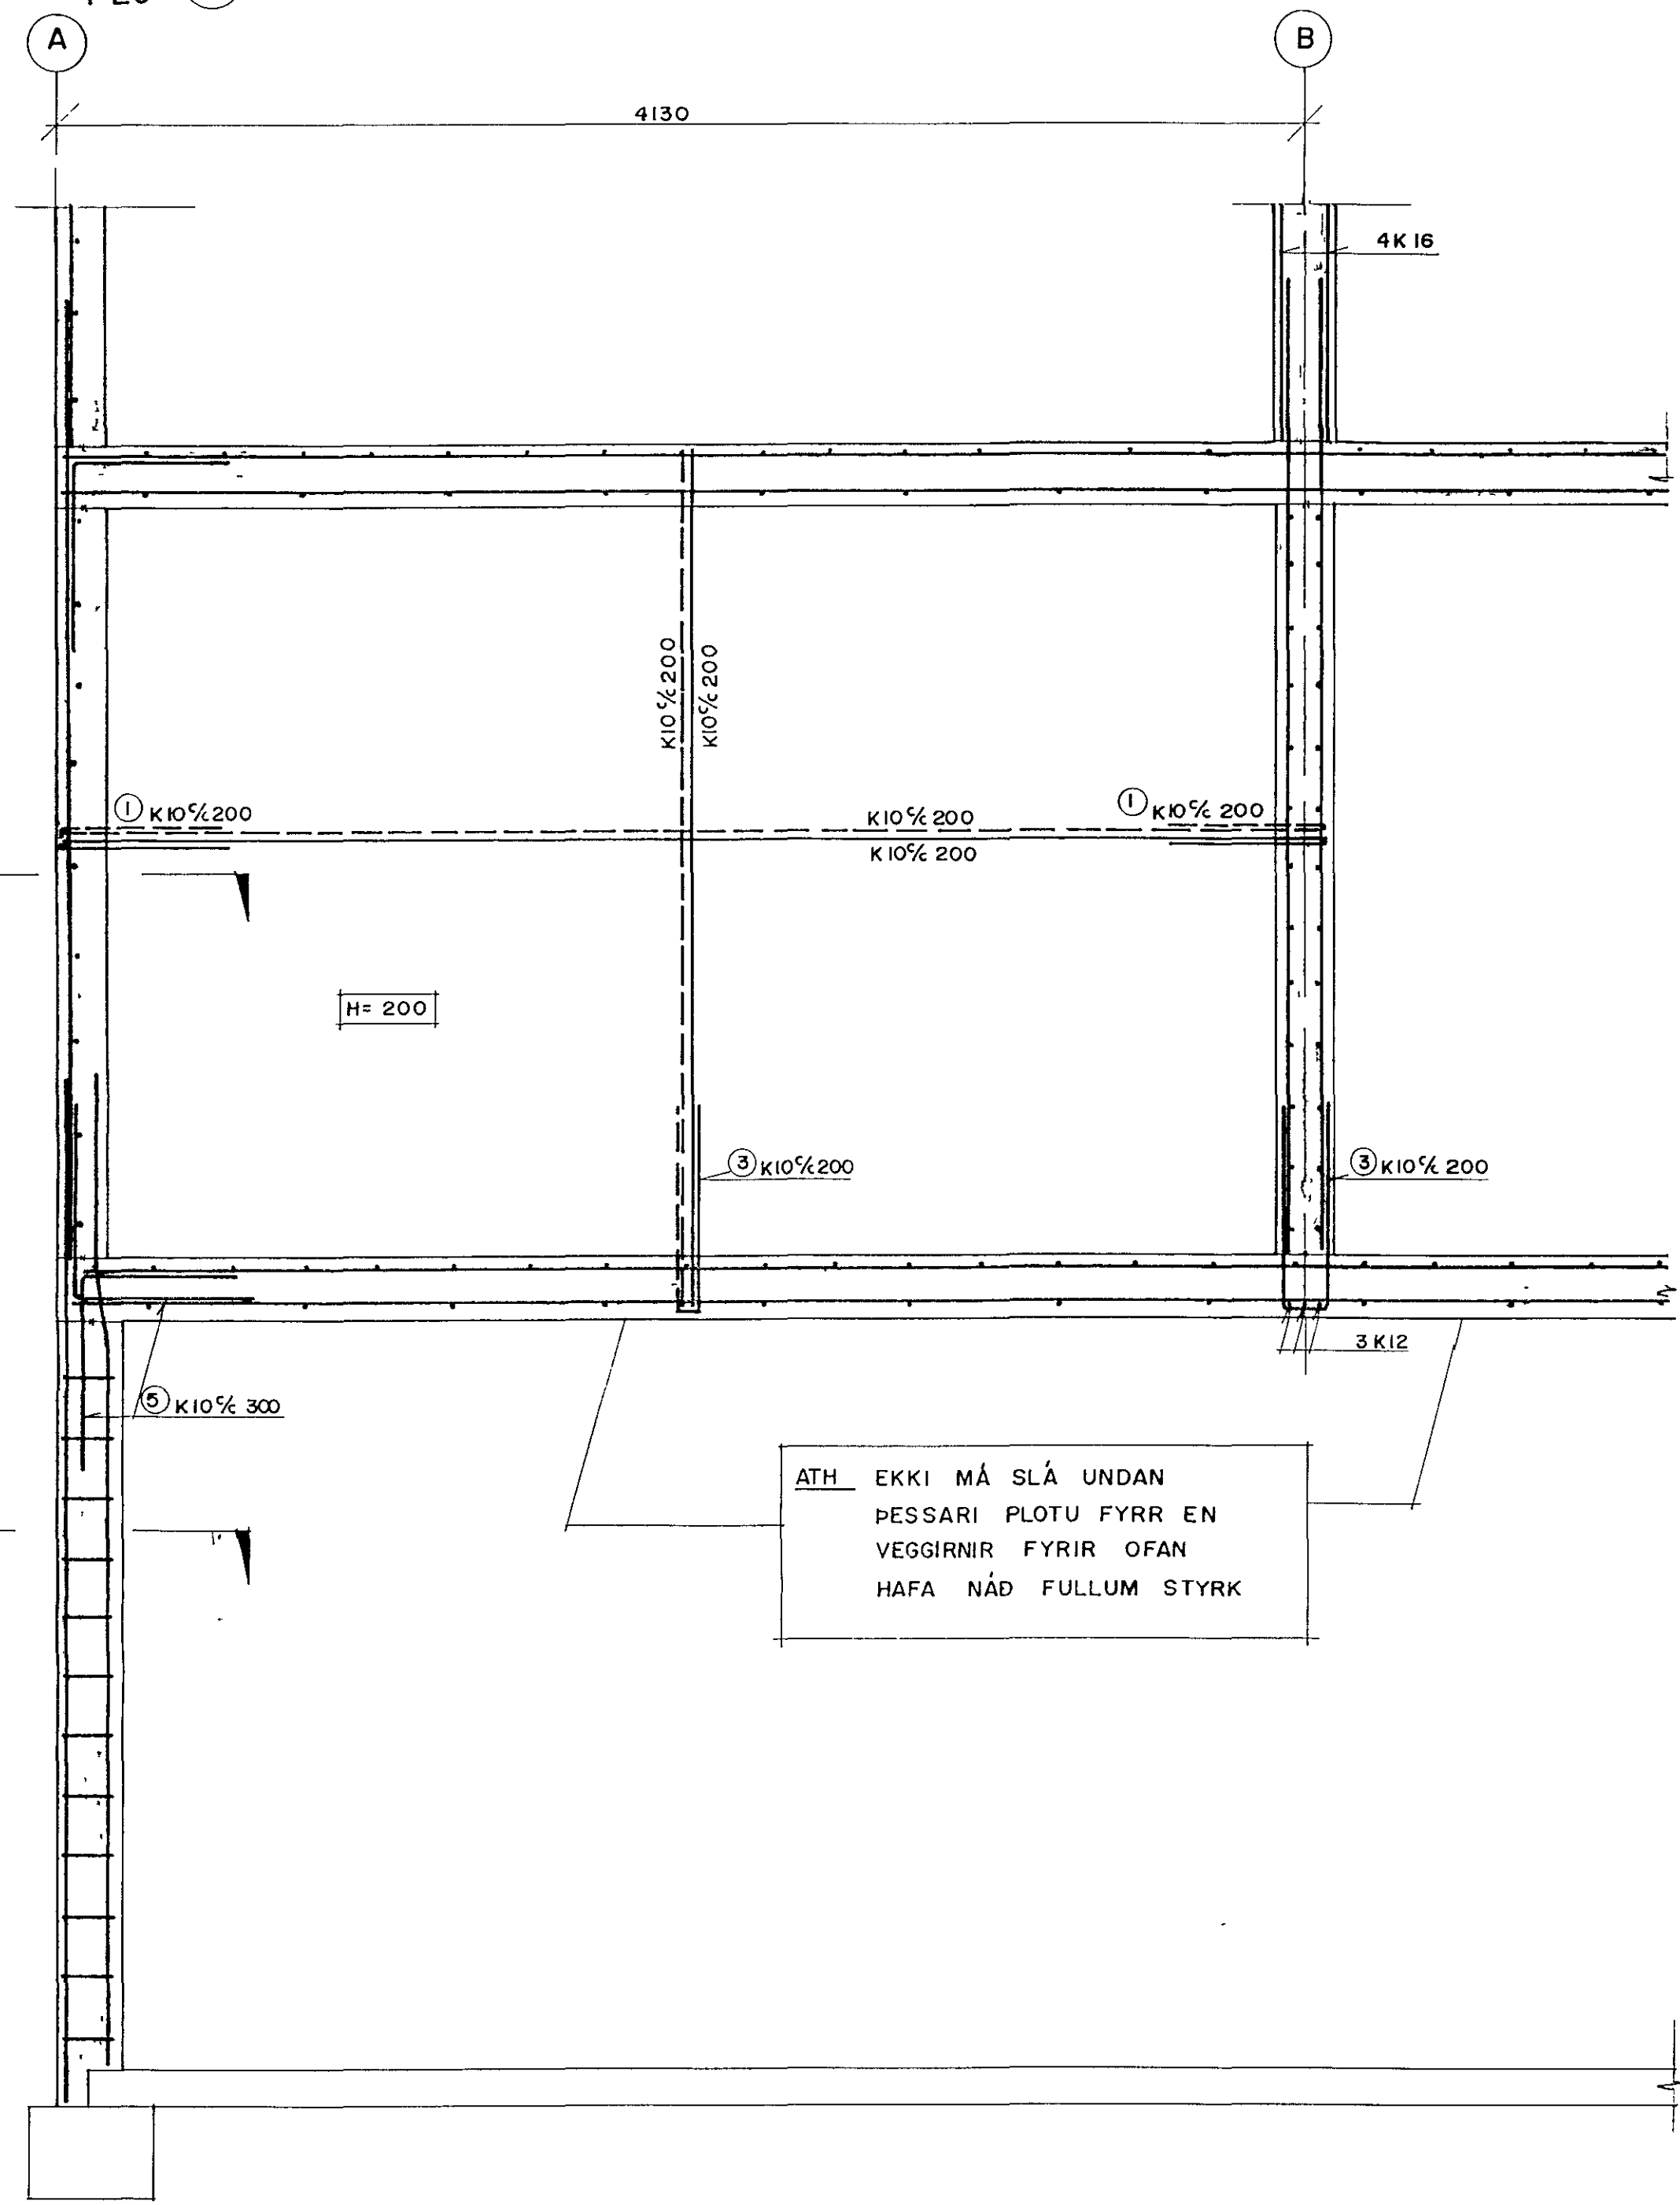 A
B
4130
4K16
K10 c/c 200
K10 c/c 200
① K10 c/c 200
K10 c/c 200
① K10 c/c 200
K10 c/c 200
H= 200
③ K10 c/c 200
③ K10 c/c 200
3 K12
⑤ K10 c/c 300
ATH EKKI MÁ SLÁ UNDAN
ÞESSARI PLOTU FYRR EN
VEGGIRNIR FYRIR OFAN
HAFA NÁÐ FULLUM STYRK